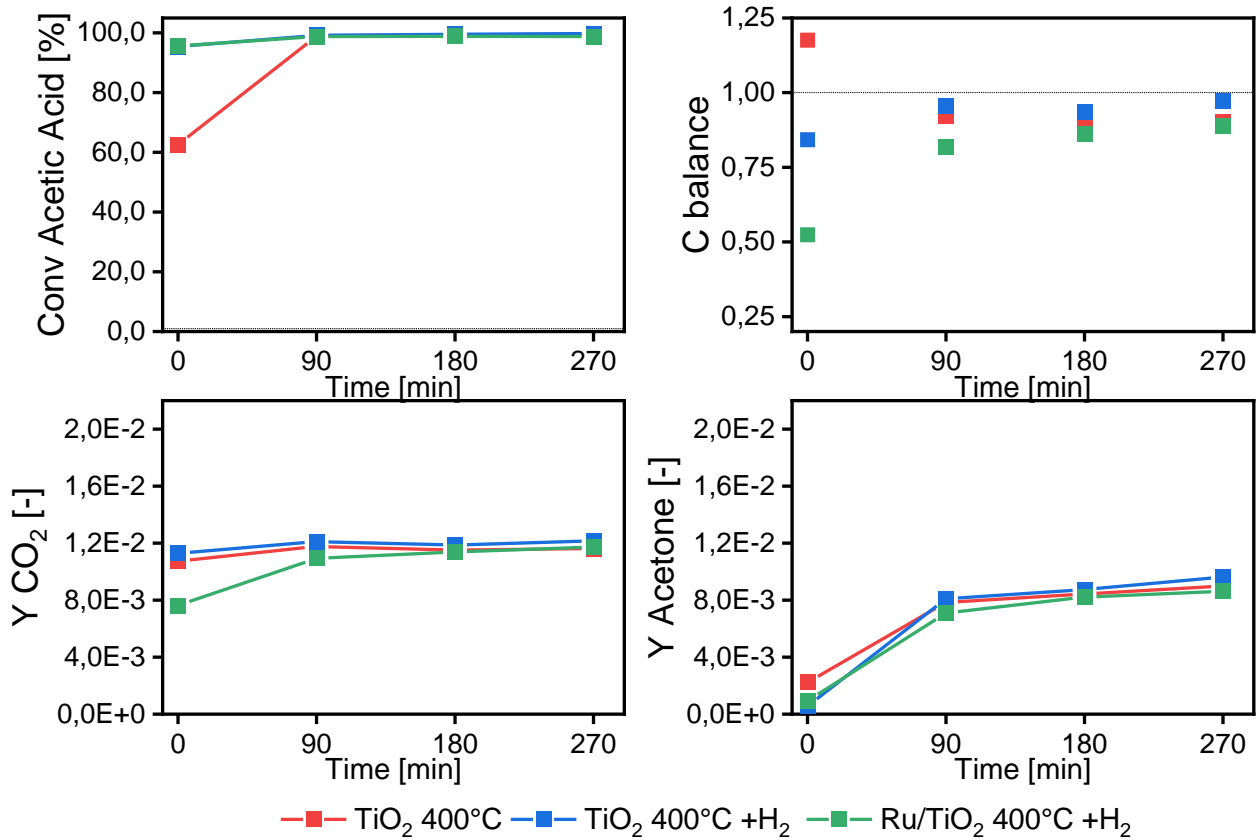 Conv Acetic Acid [%]
100,0
80,0
60,0
40,0
20,0
0,0
0 90 180 270
Time [min]
C balance
1,25
1,00
0,75
0,50
0,25
0 90 180 270
Time [min]
Y CO₂ [-]
2,0E-2
1,6E-2
1,2E-2
8,0E-3
4,0E-3
0,0E+0
0 90 180 270
Time [min]
Y Acetone [-]
2,0E-2
1,6E-2
1,2E-2
8,0E-3
4,0E-3
0,0E+0
0 90 180 270
Time [min]
TiO₂ 400°C TiO₂ 400°C +H₂ Ru/TiO₂ 400°C +H₂